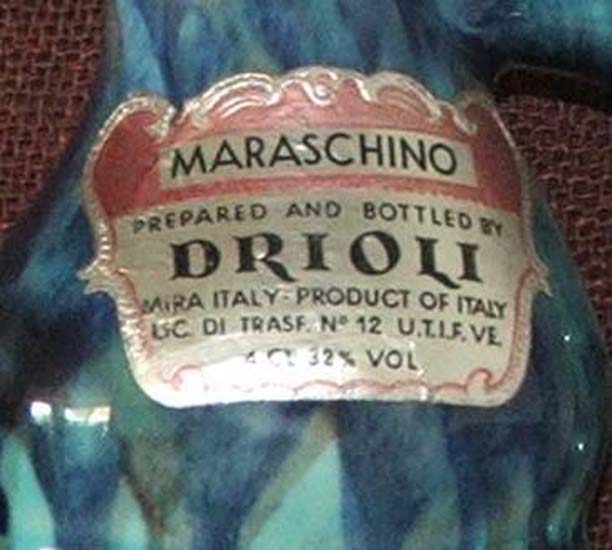 MARASCHINO
PREPARED AND BOTTLED BY
DRIOLI
MIRA ITALY-PRODUCT OF ITALY
LIC. DI TRASF. Nº 12 U.T.I.F. VE.
4 CL 32% VOL